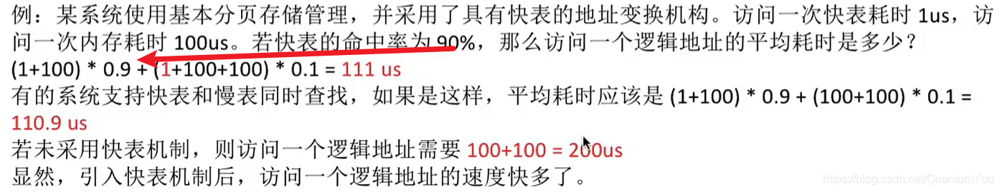 例：某系统使用基本分页存储管理，并采用了具有快表的地址变换机构。访问一次快表耗时 1us，访
问一次内存耗时 100us。若快表的命中率为 90%，那么访问一个逻辑地址的平均耗时是多少？
(1+100) * 0.9 + (1+100+100) * 0.1 = 111 us
有的系统支持快表和慢表同时查找，如果是这样，平均耗时应该是 (1+100) * 0.9 + (100+100) * 0.1 =
110.9 us
若未采用快表机制，则访问一个逻辑地址需要 100+100 = 200us
显然，引入快表机制后，访问一个逻辑地址的速度快多了。
https://blog.csdn.net/QuantumYou